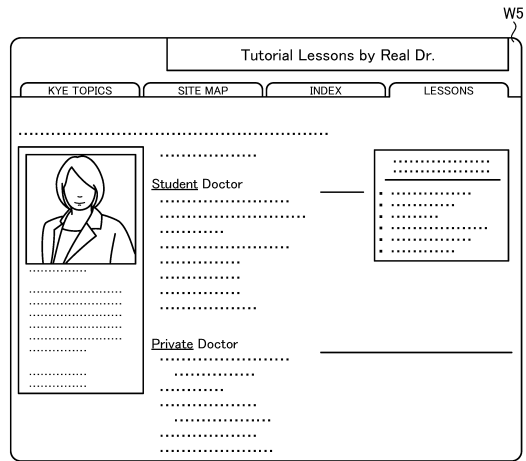 W5
Tutorial Lessons by Real Dr.
KYE TOPICS SITE MAP INDEX LESSONS
Student Doctor
Private Doctor